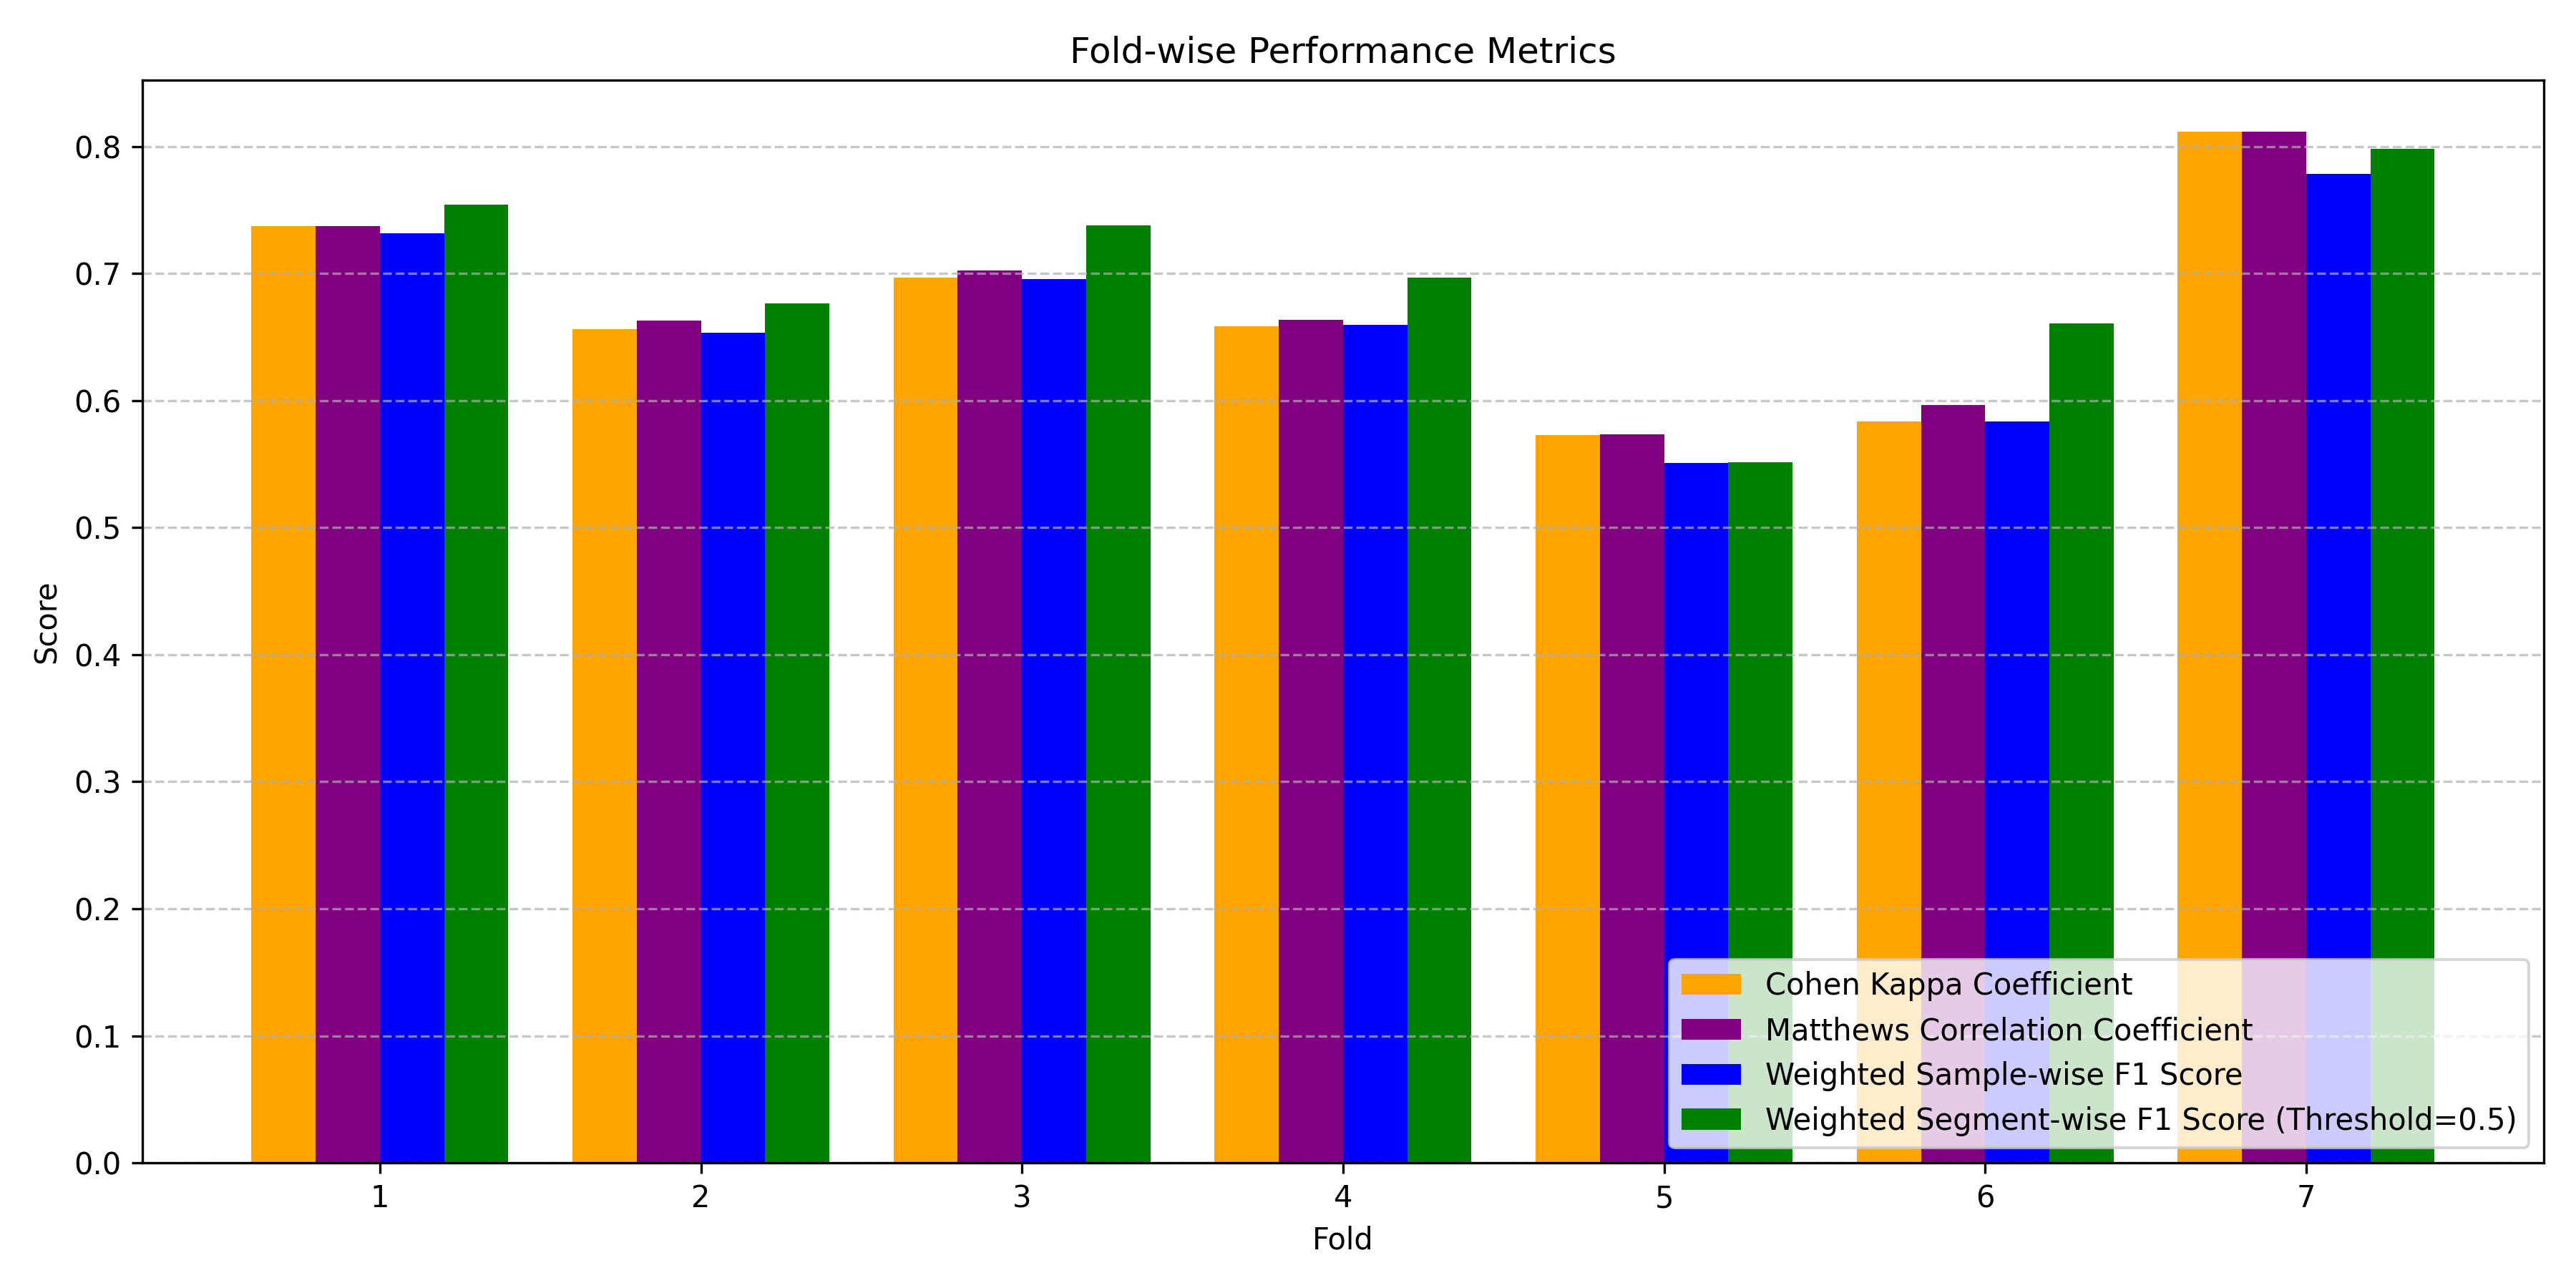 Fold-wise Performance Metrics
0.8
0.7
0.6
0.5
0.4
0.3
0.2
0.1
0.0
Score
1 2 3 4 5 6 7
Fold
Cohen Kappa Coefficient
Matthews Correlation Coefficient
Weighted Sample-wise F1 Score
Weighted Segment-wise F1 Score (Threshold=0.5)